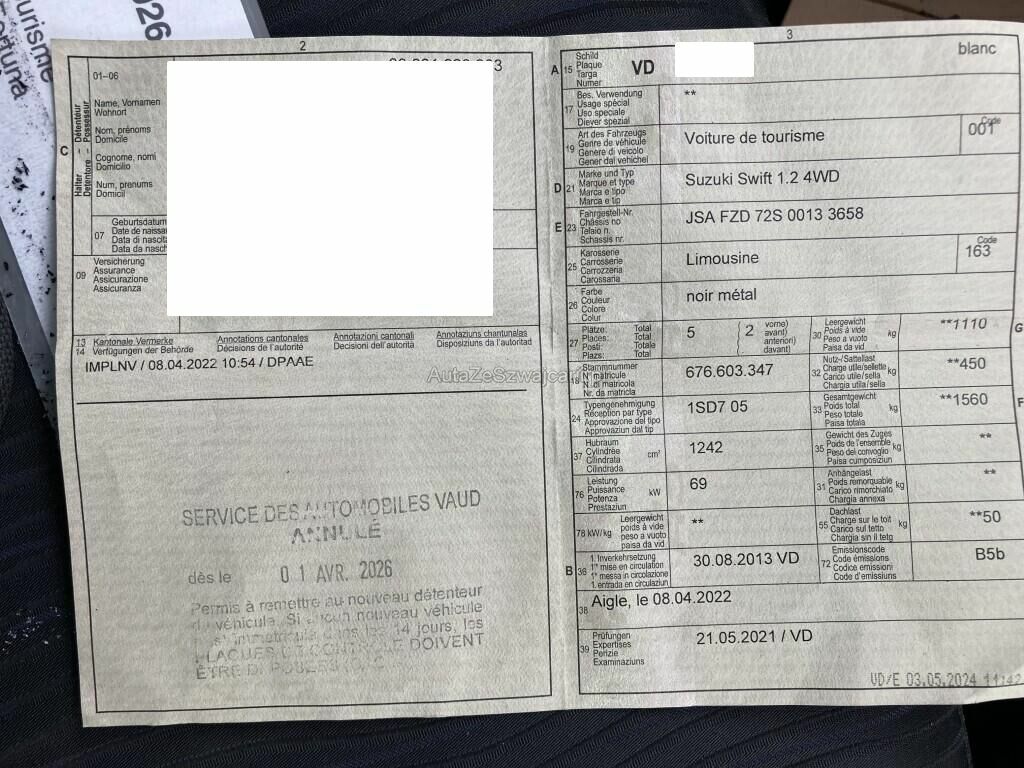 026
urisme
2
01–06
Name, Vornamen
Wohnort
Nom, prénoms
Domicile
Cognome, nomi
Domicilio
Num, prenums
Domicil
C
Halter – Détenteur
Detentore – Possessur
07
Geburtsdatum
Date de naissa
Data di nascita
Data da nasch
09
Versicherung
Assurance
Assicurazione
Assicuranza
13 Kantonale Vermerke Annotations cantonales Annotazioni cantonali Annotaziuns chantunalas
14 Verfügungen der Behörde Décisions de l'autorité Decisioni dell'autorità Disposiziuns da l'autoritad
IMPLNV / 08.04.2022 10:54 / DPAAE
SERVICE DES AUTOMOBILES VAUD
ANNULÉ
dès le 0 1 AVR. 2026
Permis à remettre au nouveau détenteur
du véhicule. Si aucun nouveau véhicule
n'est immatriculé dans les 14 jours, les
PLAQUES DE CONTRÔLE DOIVENT
ÊTRE
3
A 15
Schild
Plaque
Targa
Numer
VD
blanc
17
Bes. Verwendung
Usage spécial
Uso speciale
Diever spezial
**
19
Art des Fahrzeugs
Genre de véhicule
Genere di veicolo
Gener dal vehichel
Voiture de tourisme
Code
001
D 21
Marke und Typ
Marque et type
Marca e tipo
Marca e tip
Suzuki Swift 1.2 4WD
E 23
Fahrgestell-Nr.
Châssis no
Telaio n.
Schassis nr.
JSA FZD 72S 0013 3658
25
Karosserie
Carrosserie
Carrozzeria
Carossaria
Limousine
Code
163
26
Farbe
Couleur
Colore
Colur
noir métal
27
Plätze: Total
Places: Total
Posti: Totale
Plazs: Total
5
( 2
vorne)
avant)
anteriori)
davant)
30
Leergewicht
Poids à vide
Peso a vuoto
Paisa da vid
kg
**1110
G
18
Stammnummer
N° matricule
N. di matricola
Nr. da matricla
676.603.347
32
Nutz-/Sattellast
Charge utile/sellette
Carico utile/sella
Chargia utila/sella
kg
**450
24
Typengenehmigung
Réception par type
Approvazione del tipo
Approvaziun dal tip
1SD7 05
33
Gesamtgewicht
Poids total
Peso totale
Paisa totala
kg
**1560
F
37
Hubraum
Cylindrée
Cilindrata
Cilindrada
cm³
1242
35
Gewicht des Zuges
Poids de l'ensemble
Peso del convoglio
Paisa cumposiziun
kg
**
76
Leistung
Puissance
Potenza
Prestaziun
kW
69
31
Anhängelast
Poids remorquable
Carico rimorchiato
Chargia annexa
kg
**
78 kW/kg
Leergewicht
poids à vide
peso a vuoto
paisa da vid
**
55
Dachlast
Charge sur le toit
Carico sul tetto
Chargia sin il tetg
kg
**50
B 36
1. Inverkehrsetzung
1re mise en circulation
1a messa in circolazione
1. entrada en circulaziun
30.08.2013 VD
72
Emissionscode
Code émissions
Codice emissioni
Code d'emissiuns
B5b
38
Aigle, le 08.04.2022
39
Prüfungen
Expertises
Perizie
Examinaziuns
21.05.2021 / VD
VD/E 03.05.2024 11:42